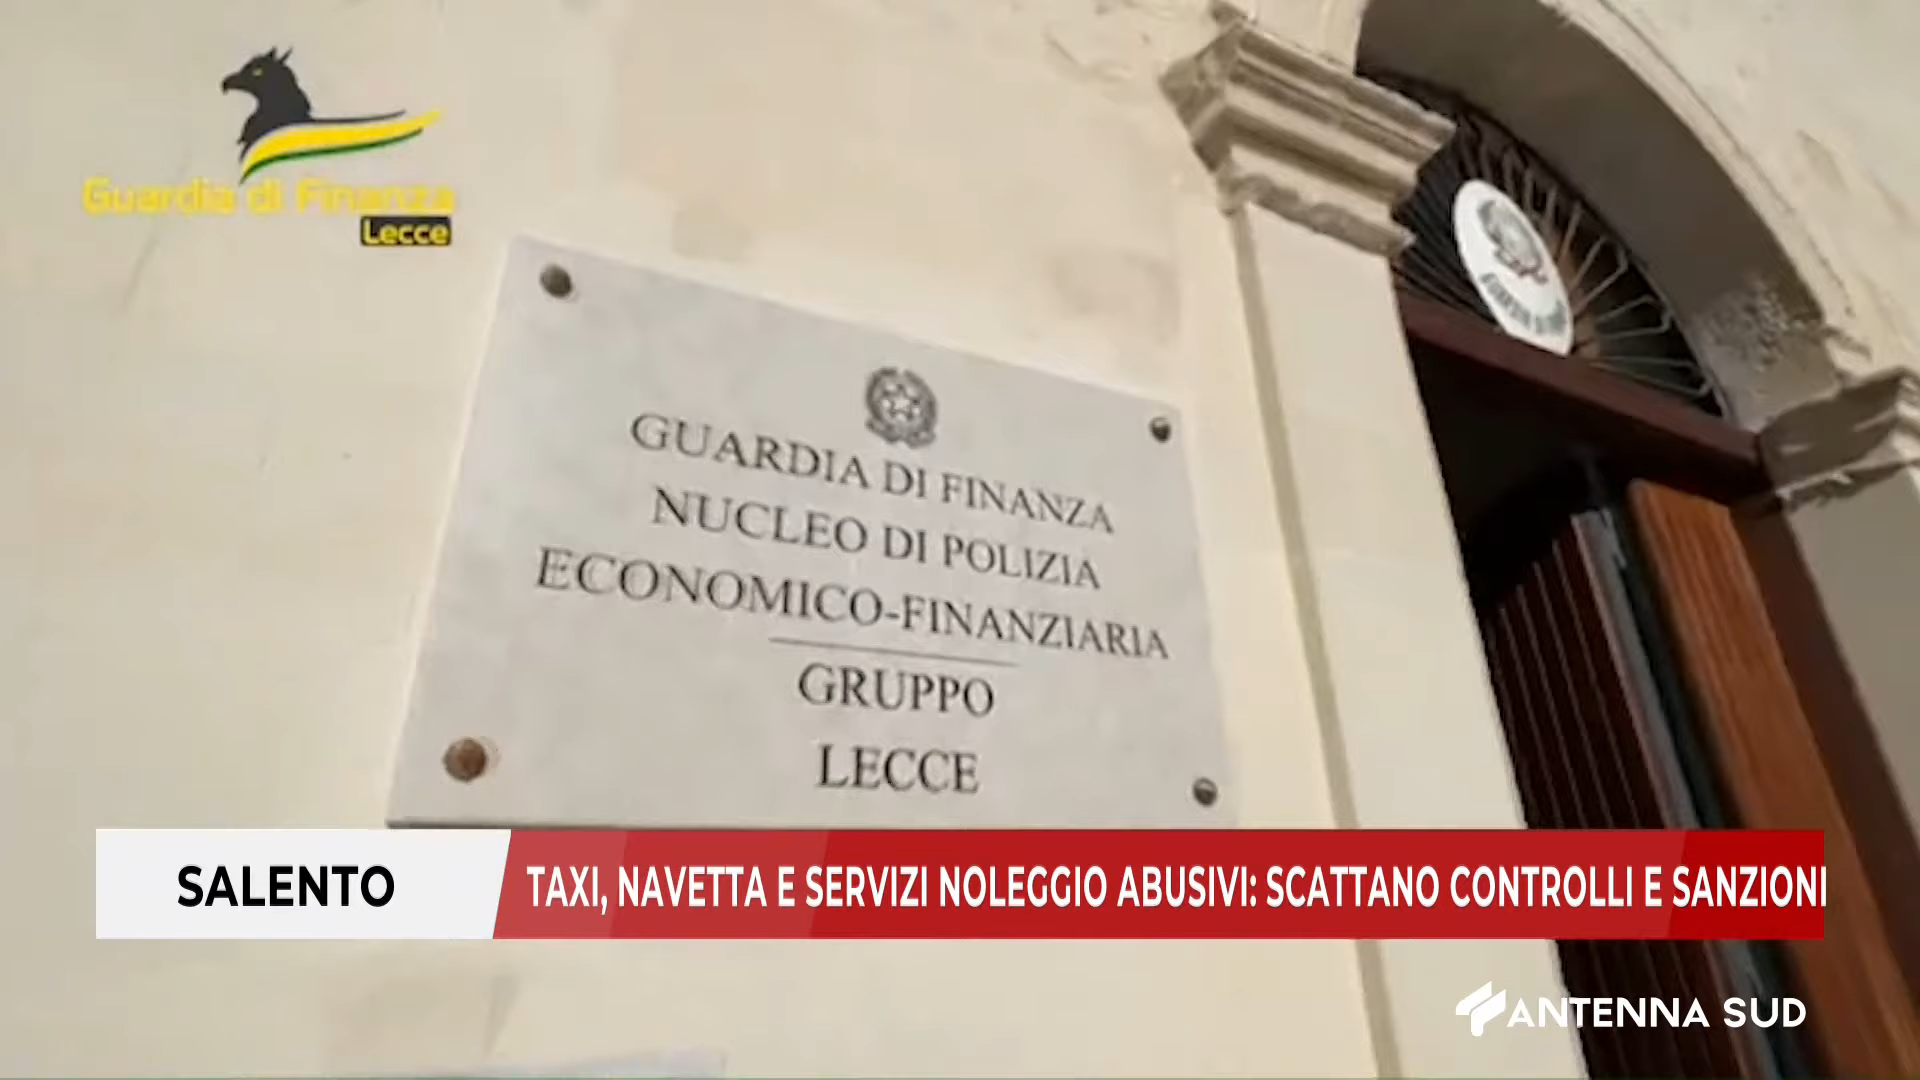 Guardia di Finanza
Lecce
GUARDIA DI FINANZA
NUCLEO DI POLIZIA
ECONOMICO-FINANZIARIA
GRUPPO
LECCE
SALENTO
TAXI, NAVETTA E SERVIZI NOLEGGIO ABUSIVI: SCATTANO CONTROLLI E SANZIONI
ANTENNA SUD